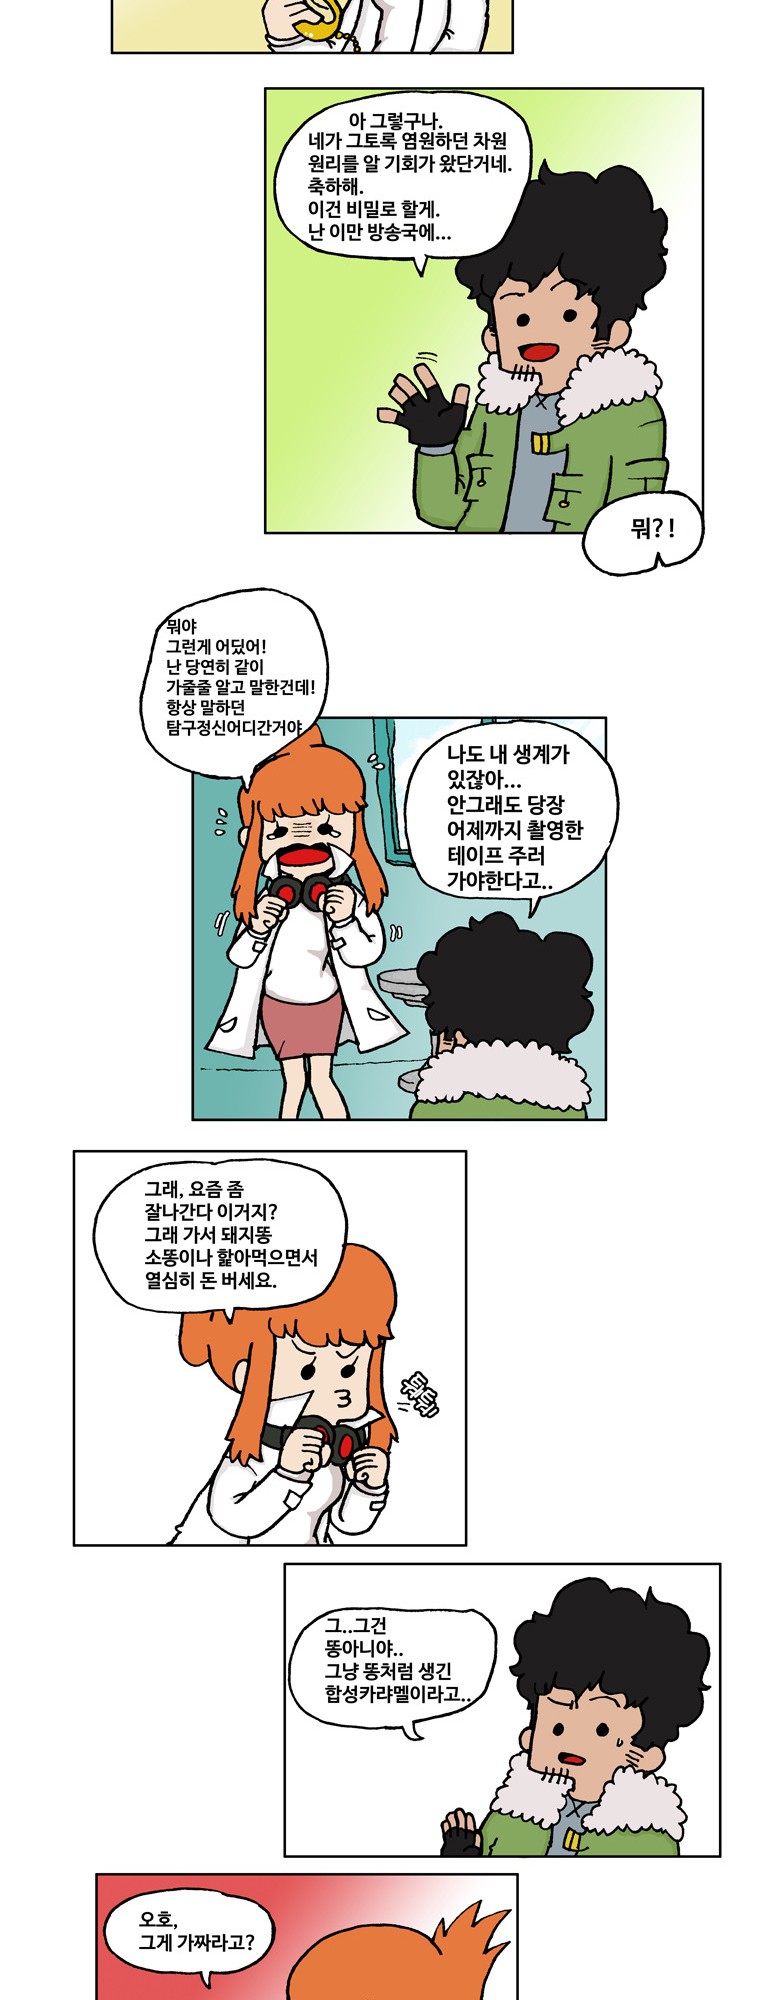 아 그렇구나.
네가 그토록 염원하던 차원
원리를 알 기회가 왔단거네.
축하해.
이건 비밀로 할게.
난 이만 방송국에...
뭐?!
뭐야
그런게 어딨어!
난 당연히 같이
가줄줄 알고 말한건데!
항상 말하던
탐구정신어디간거야
나도 내 생계가
있잖아...
안그래도 당장
어제까지 촬영한
테이프 주러
가야한다고..
그래, 요즘 좀
잘나간다 이거지?
그래 가서 돼지똥
소똥이나 핥아먹으면서
열심히 돈 버세요.
그..그건
똥아니야..
그냥 똥처럼 생긴
합성카랴멜이라고..
오호,
그게 가짜라고?